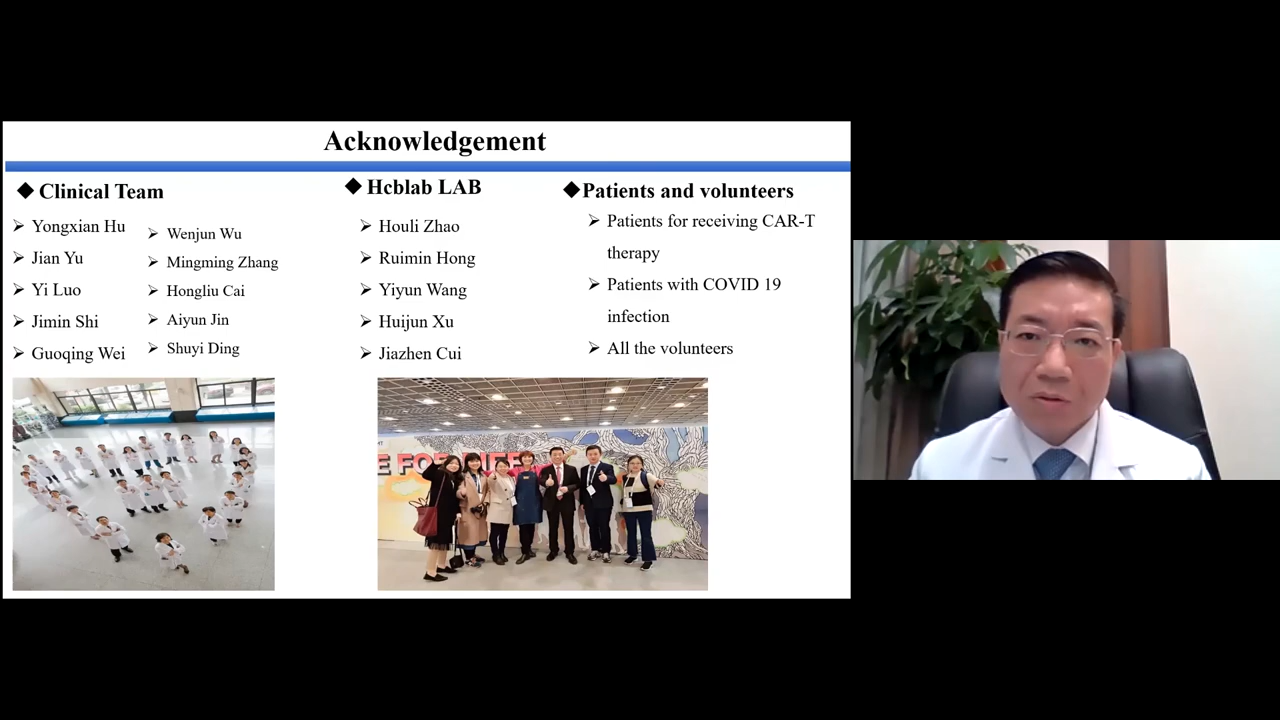 Acknowledgement
◆ Clinical Team
➢ Yongxian Hu
➢ Jian Yu
➢ Yi Luo
➢ Jimin Shi
➢ Guoqing Wei
➢ Wenjun Wu
➢ Mingming Zhang
➢ Hongliu Cai
➢ Aiyun Jin
➢ Shuyi Ding
◆ Hcblab LAB
➢ Houli Zhao
➢ Ruimin Hong
➢ Yiyun Wang
➢ Huijun Xu
➢ Jiazhen Cui
◆Patients and volunteers
➢ Patients for receiving CAR-T
therapy
➢ Patients with COVID 19
infection
➢ All the volunteers
E FOR LIFE